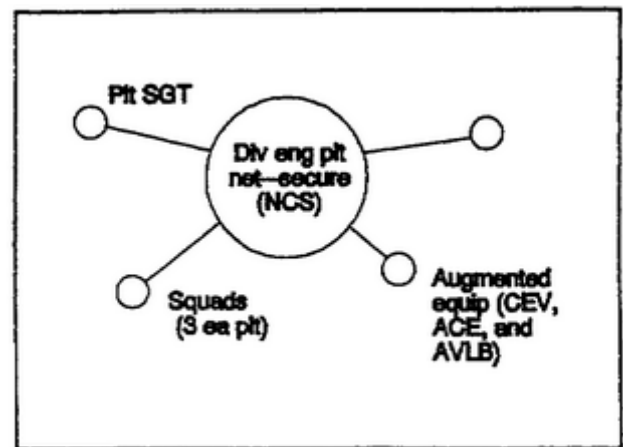 Plt SGT
Div eng plt
net—secure
(NCS)
Squads
(3 ea plt)
Augmented
equip (CEV,
ACE, and
AVLB)